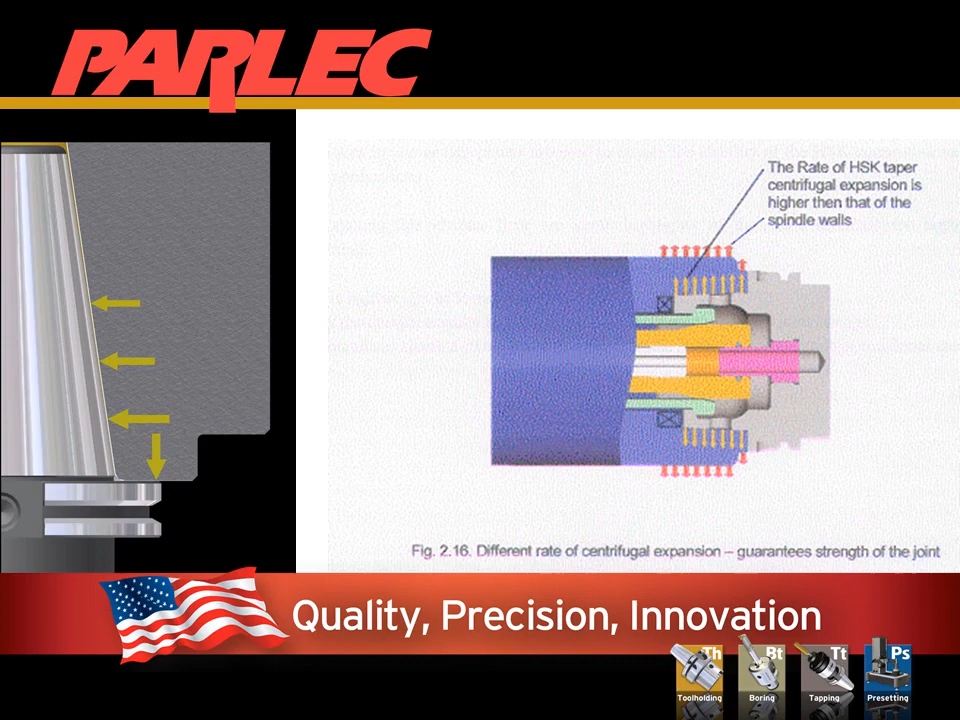 PARLEC
The Rate of HSK taper
centrifugal expansion is
higher then that of the
spindle walls
Fig. 2.16. Different rate of centrifugal expansion – guarantees strength of the joint
Quality, Precision, Innovation
Th Bt Tt Ps
Toolholding Boring Tapping Presetting